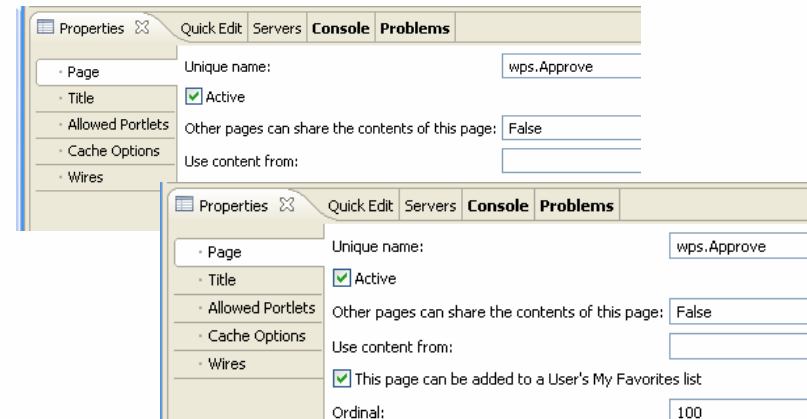 Properties Quick Edit Servers Console Problems
Page
Title
Allowed Portlets
Cache Options
Wires
Unique name: wps.Approve
Active
Other pages can share the contents of this page: False
Use content from:
Properties Quick Edit Servers Console Problems
Page
Title
Allowed Portlets
Cache Options
Wires
Unique name: wps.Approve
Active
Other pages can share the contents of this page: False
Use content from:
This page can be added to a User's My Favorites list
Ordinal: 100